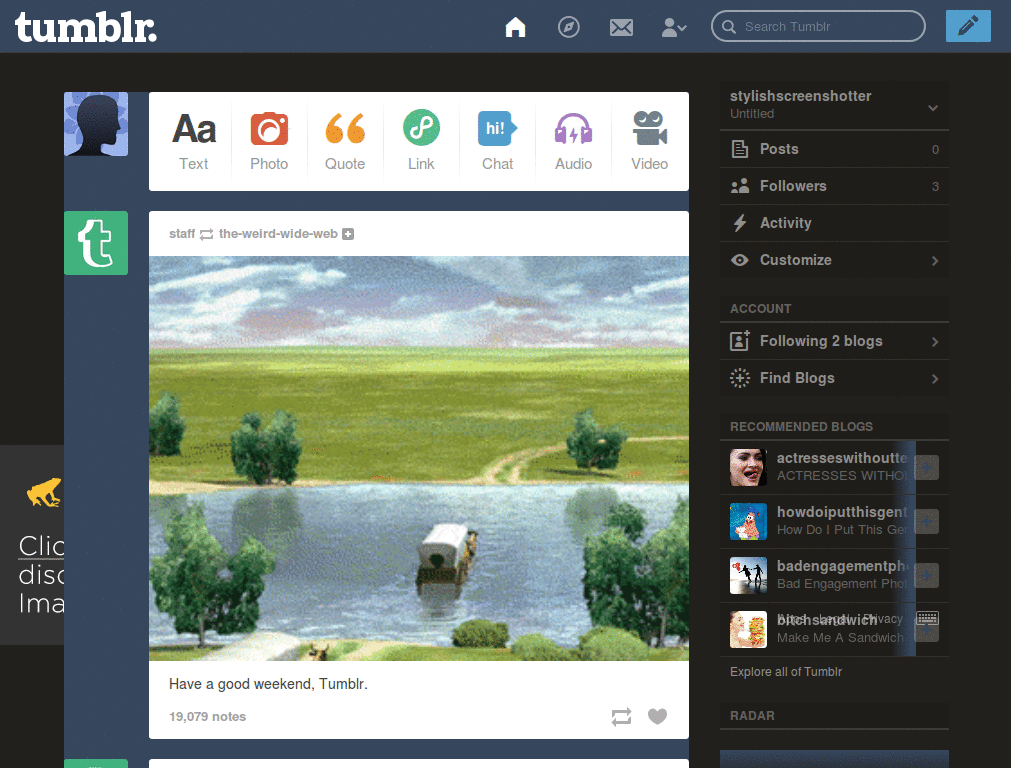 tumblr.
Search Tumblr
Aa
hi!
Text
Photo
Quote
Link
Chat
Audio
Video
t
staff the-weird-wide-web
Have a good weekend, Tumblr.
19,079 notes
Clic
disc
Ima
stylishscreenshotter
Untitled
Posts 0
Followers 3
Activity
Customize
ACCOUNT
Following 2 blogs
Find Blogs
RECOMMENDED BLOGS
actresseswithoutte
ACTRESSES WITHO
howdoiputthisgent
How Do I Put This Ge
badengagementph
Bad Engagement Phot
bitchsandwich
Legal Privacy
Make Me A Sandwich
Explore all of Tumblr
RADAR